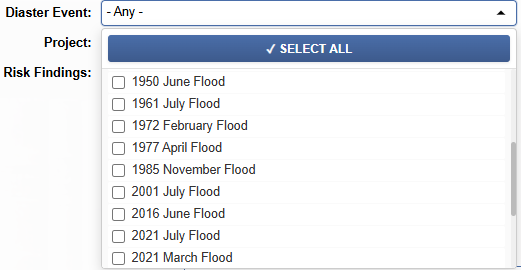 Diaster Event: - Any -
Project: ✓ SELECT ALL
Risk Findings:
1950 June Flood
1961 July Flood
1972 February Flood
1977 April Flood
1985 November Flood
2001 July Flood
2016 June Flood
2021 July Flood
2021 March Flood